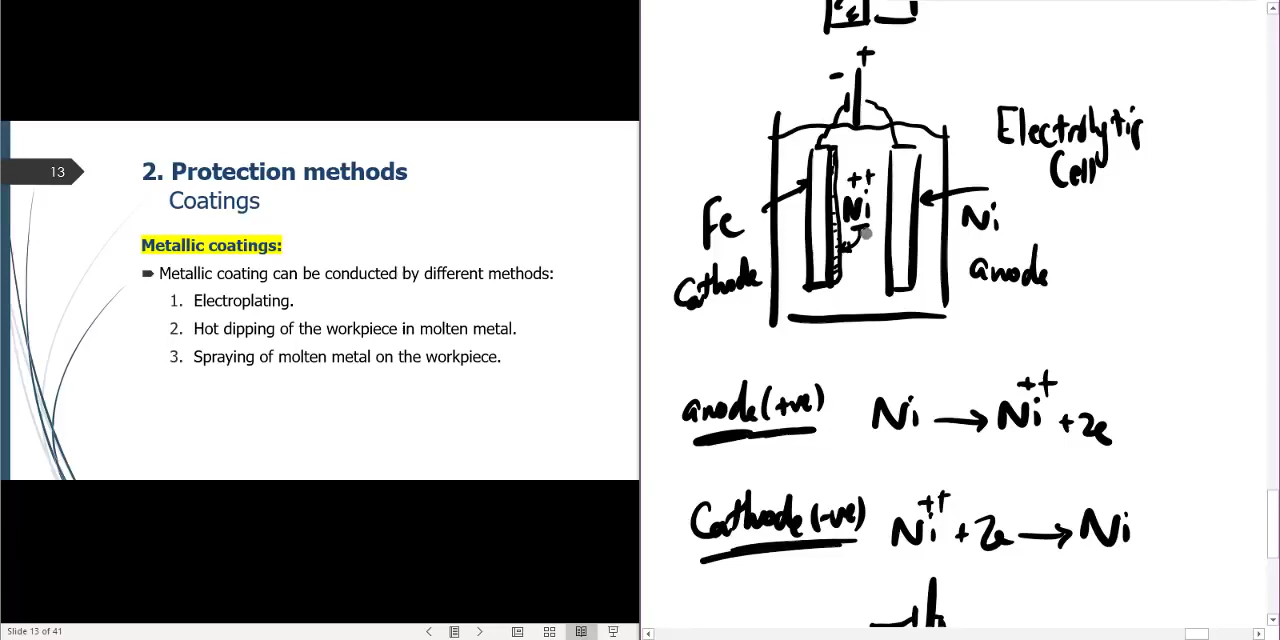 13
2. Protection methods
Coatings
Metallic coatings:
Metallic coating can be conducted by different methods:
1. Electroplating.
2. Hot dipping of the workpiece in molten metal.
3. Spraying of molten metal on the workpiece.
Slide 13 of 41
- +
Electrolytic
Cell
++
Ni
Fe
Cathode
Ni
anode
anode (+ve) Ni → Ni++ + 2e
Cathode (-ve) Ni++ + 2e → Ni